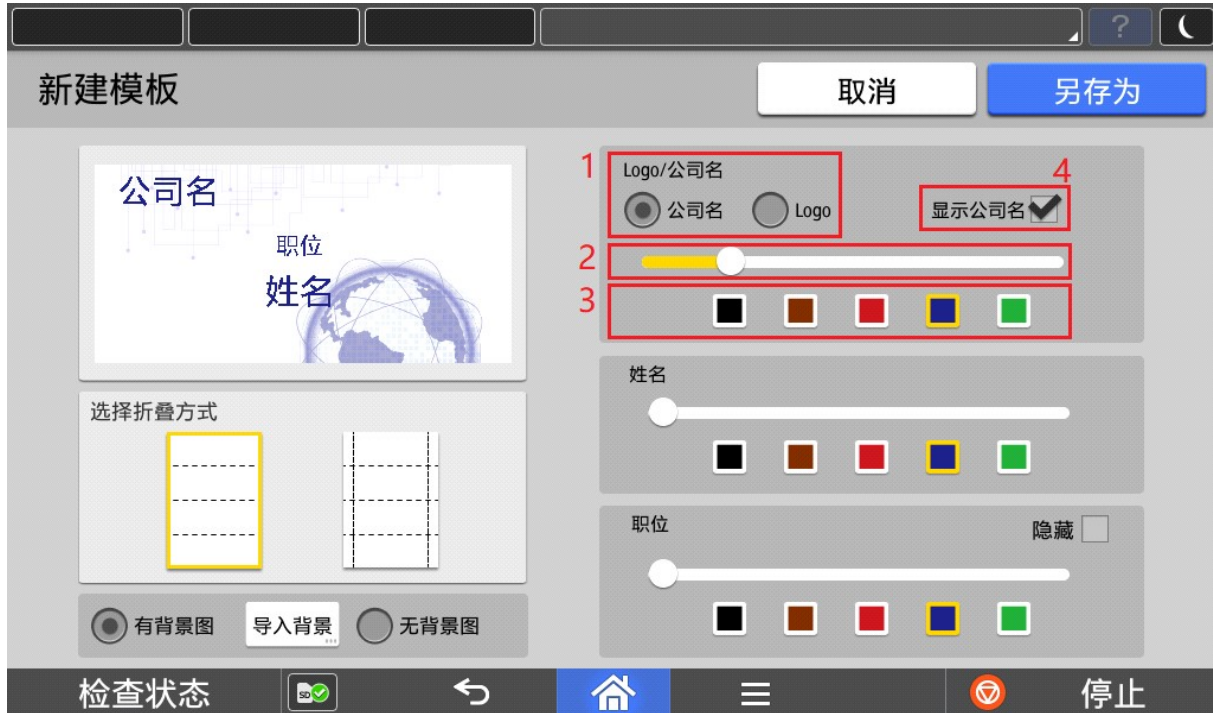 ?
新建模板
取消
另存为
公司名
职位
姓名
选择折叠方式
有背景图
导入背景
无背景图
1
Logo/公司名
公司名
Logo
4
显示公司名
2
3
姓名
职位
隐藏
检查状态
SD
停止